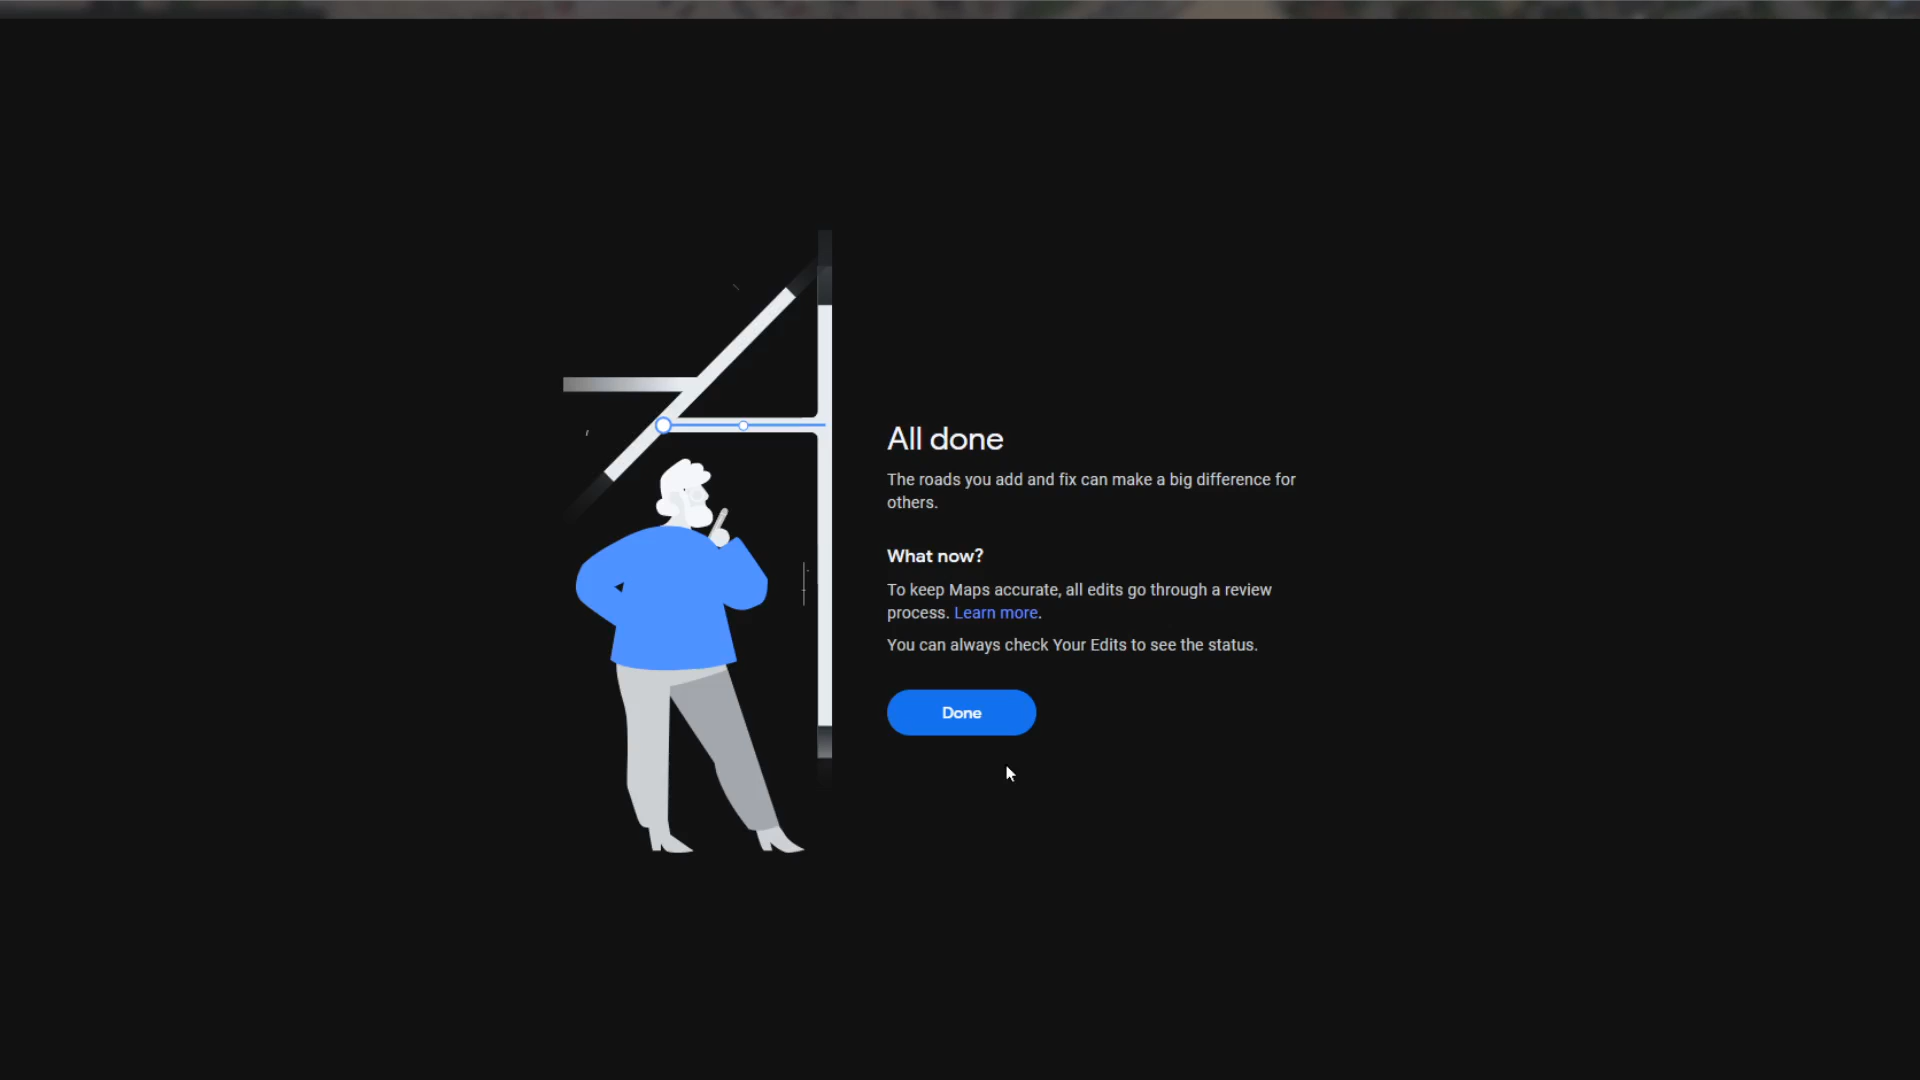 All done
The roads you add and fix can make a big difference for
others.
What now?
To keep Maps accurate, all edits go through a review
process. Learn more.
You can always check Your Edits to see the status.
Done